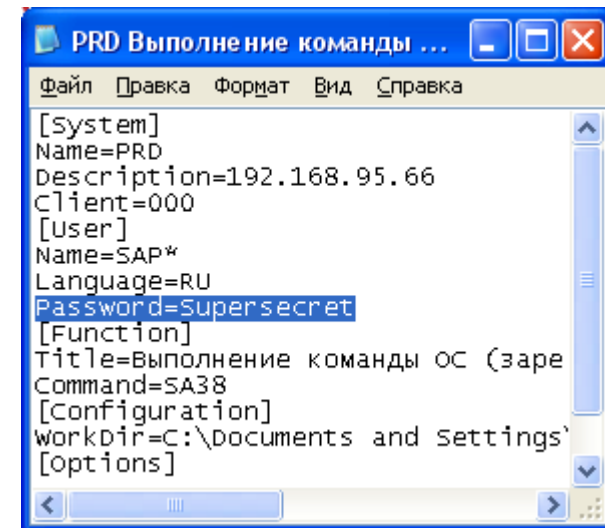 PRD Выполнение команды ...
Файл Правка Формат Вид Справка
[System]
Name=PRD
Description=192.168.95.66
Client=000
[User]
Name=SAP*
Language=RU
Password=Supersecret
[Function]
Title=Выполнение команды ОС (заре
Command=SA38
[Configuration]
WorkDir=C:\Documents and Settings\
[Options]